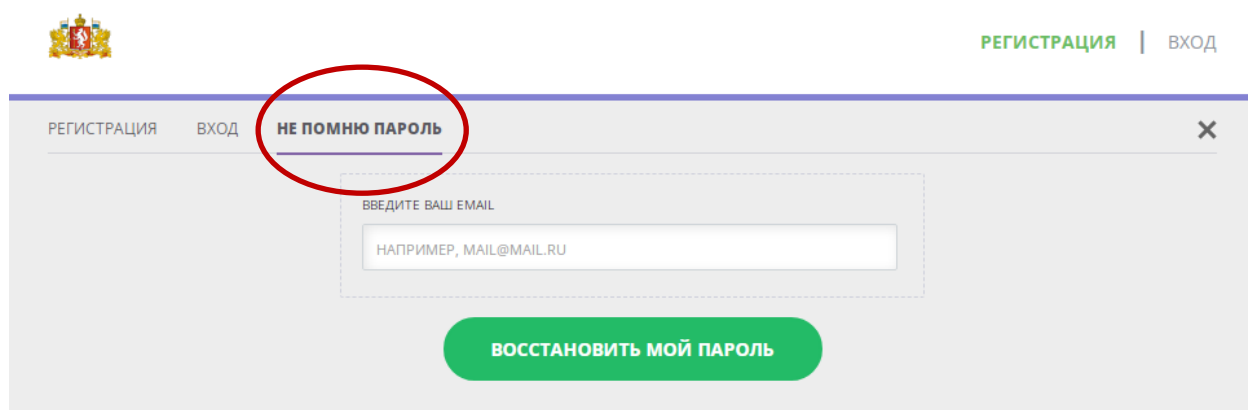 РЕГИСТРАЦИЯ | ВХОД
РЕГИСТРАЦИЯ ВХОД НЕ ПОМНЮ ПАРОЛЬ ×
ВВЕДИТЕ ВАШ EMAIL
НАПРИМЕР, MAIL@MAIL.RU
ВОССТАНОВИТЬ МОЙ ПАРОЛЬ